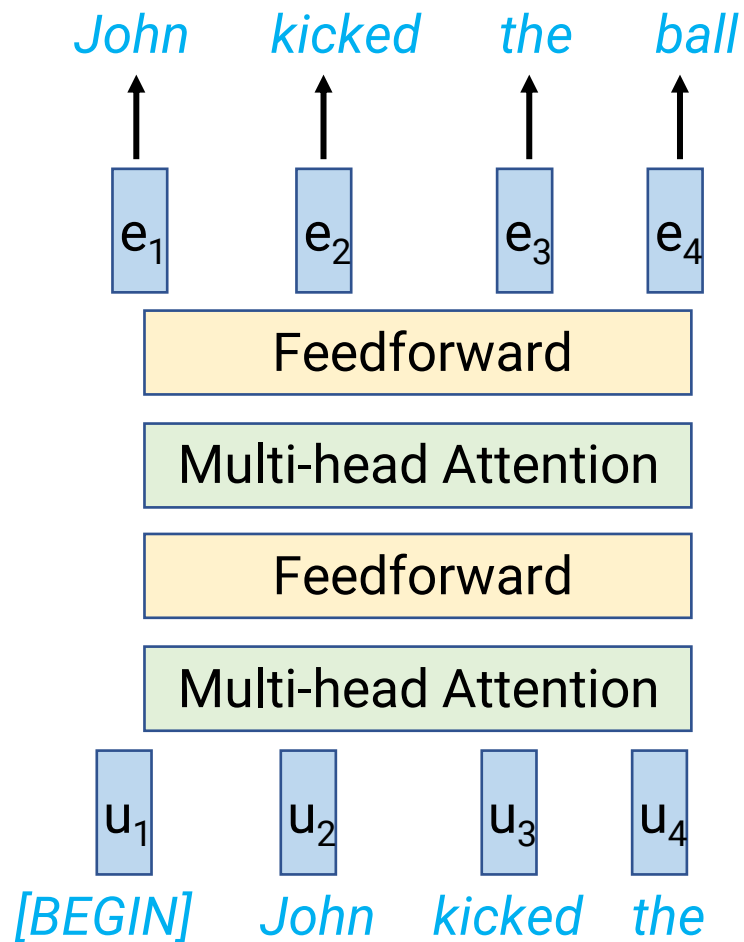 John kicked the ball
e1 e2 e3 e4
Feedforward
Multi-head Attention
Feedforward
Multi-head Attention
u1 u2 u3 u4
[BEGIN] John kicked the